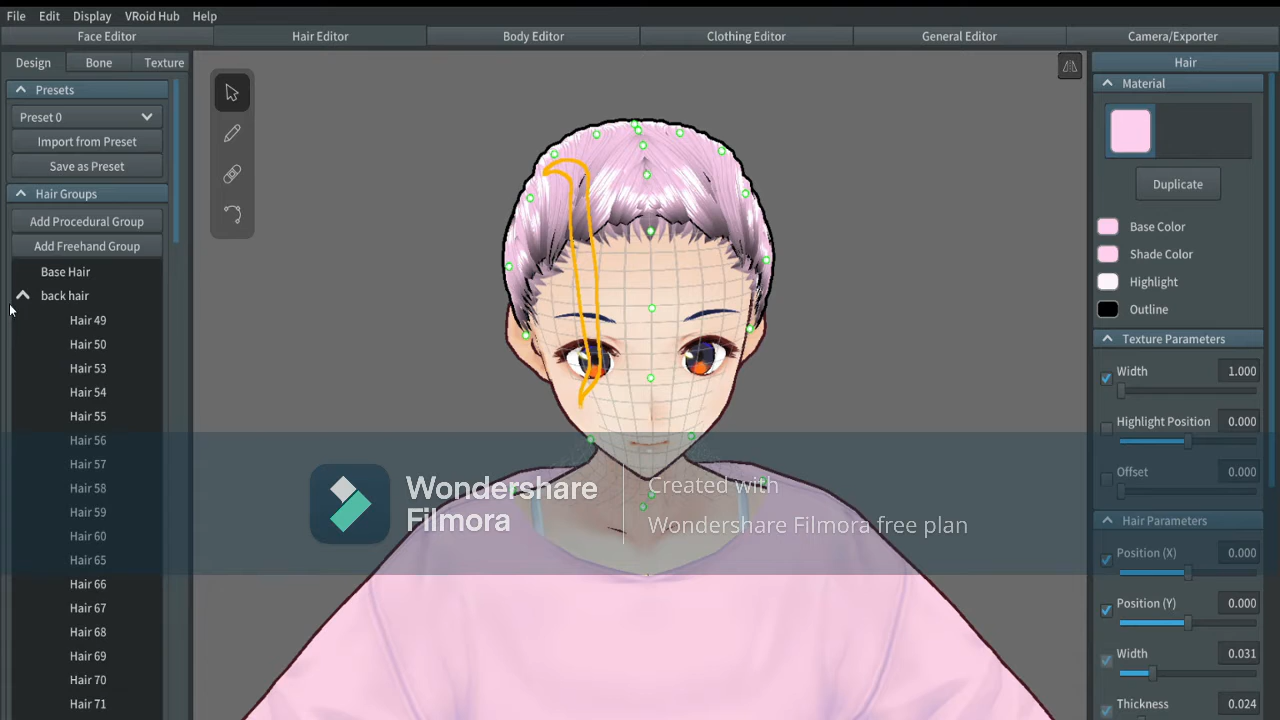 File Edit Display VRoid Hub Help
Face Editor Hair Editor Body Editor Clothing Editor General Editor Camera/Exporter
Design Bone Texture
Presets
Preset 0
Import from Preset
Save as Preset
Hair Groups
Add Procedural Group
Add Freehand Group
Base Hair
back hair
Hair 49
Hair 50
Hair 53
Hair 54
Hair 55
Hair 56
Hair 57
Hair 58
Hair 59
Hair 60
Hair 65
Hair 66
Hair 67
Hair 68
Hair 69
Hair 70
Hair 71
Wondershare
Filmora
Created with
Wondershare Filmora free plan
Hair
Material
Duplicate
Base Color
Shade Color
Highlight
Outline
Texture Parameters
Width 1.000
Highlight Position 0.000
Offset 0.000
Hair Parameters
Position (X) 0.000
Position (Y) 0.000
Width 0.031
Thickness 0.024